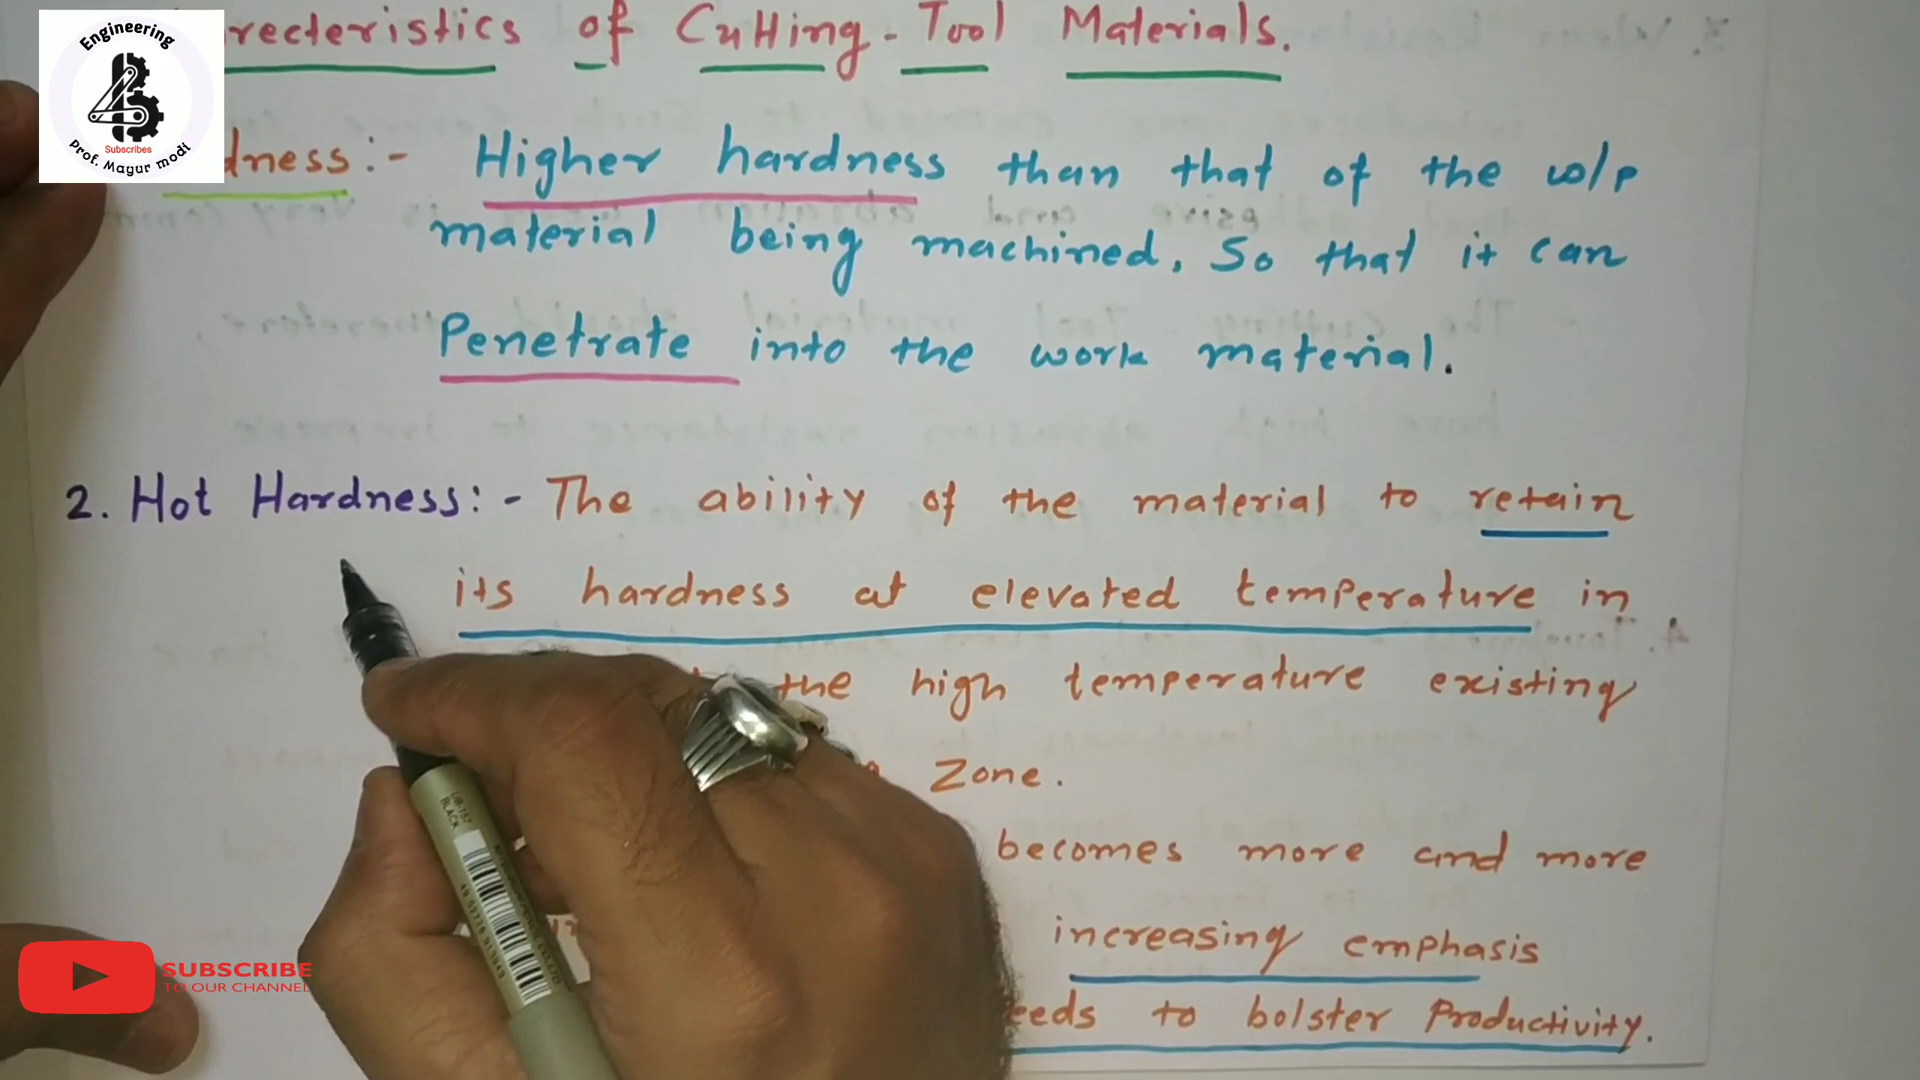 Engineering
Subscribes
Prof. Mayur modi
of Cutting-Tool Materials.
:- Higher hardness than that of the w/p
material being machined, So that it can
Penetrate into the work material.
2. Hot Hardness:- The ability of the material to retain
its hardness at elevated temperature in
the high temperature existing
Zone.
becomes more and more
increasing emphasis
to bolster Productivity.
UB-157
BLACK
SUBSCRIBE
TO OUR CHANNEL